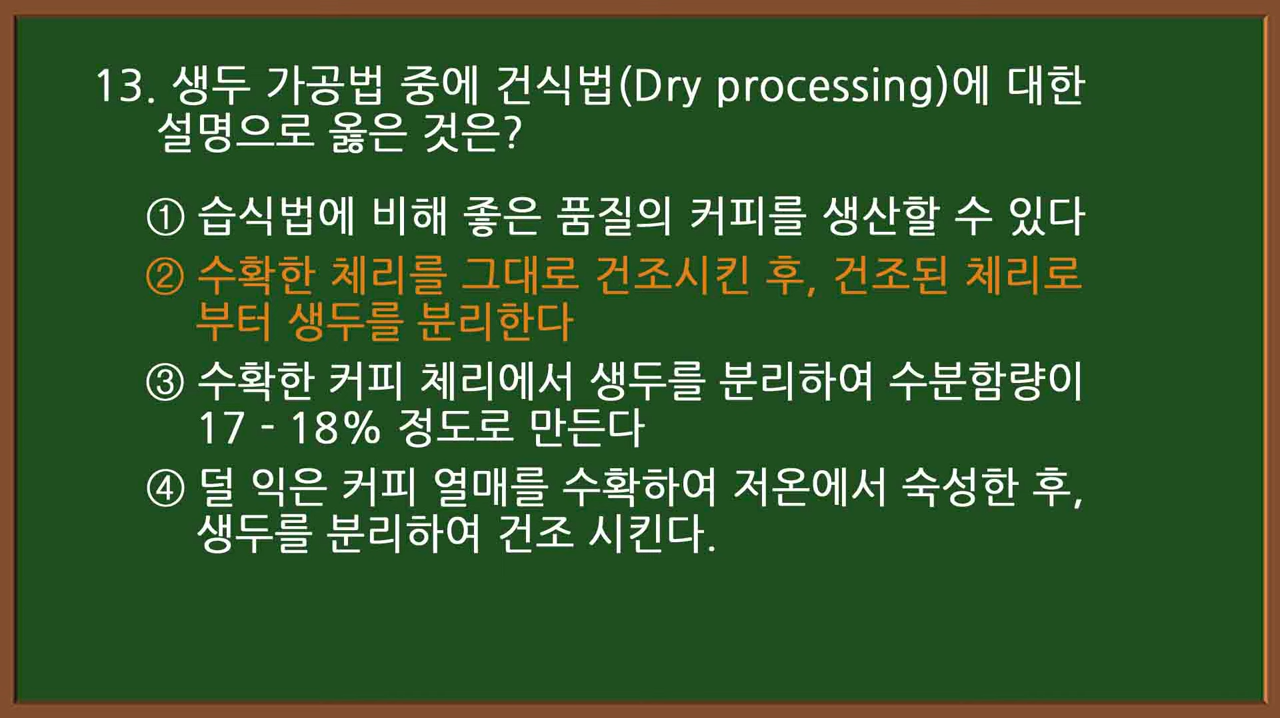 13. 생두 가공법 중에 건식법(Dry processing)에 대한
설명으로 옳은 것은?
① 습식법에 비해 좋은 품질의 커피를 생산할 수 있다
② 수확한 체리를 그대로 건조시킨 후, 건조된 체리로
부터 생두를 분리한다
③ 수확한 커피 체리에서 생두를 분리하여 수분함량이
17 - 18% 정도로 만든다
④ 덜 익은 커피 열매를 수확하여 저온에서 숙성한 후,
생두를 분리하여 건조 시킨다.